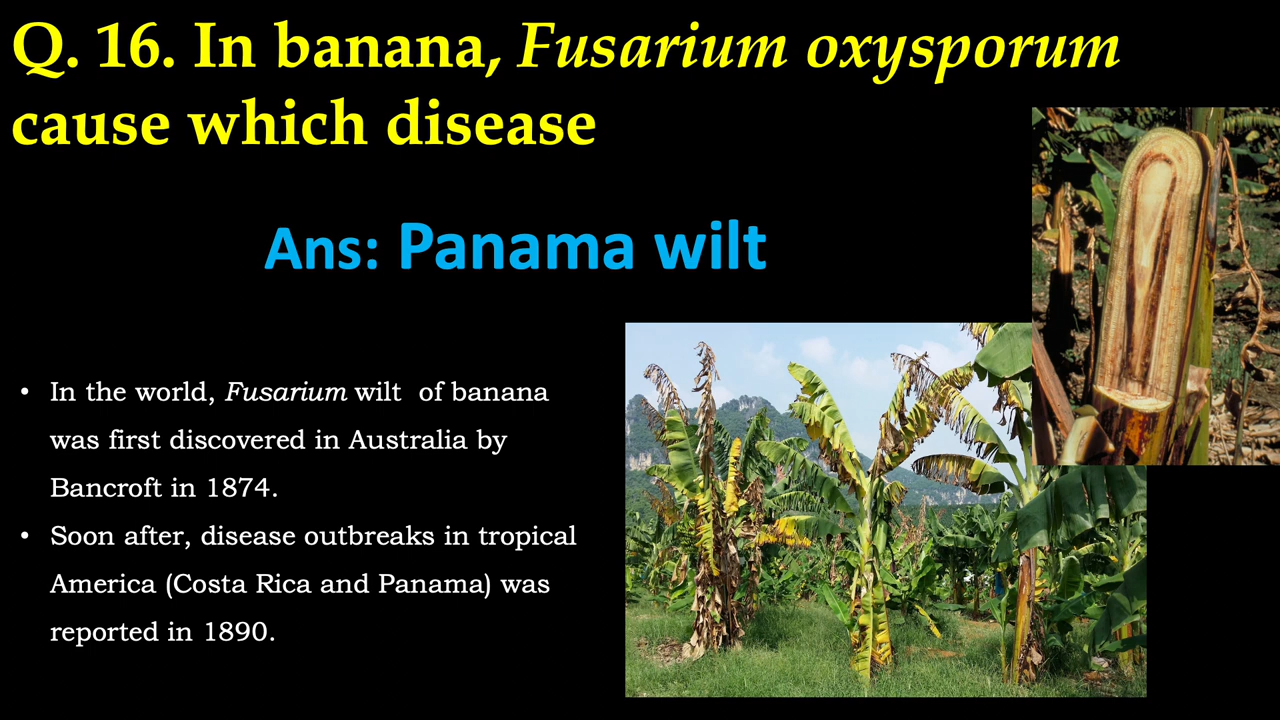 Q. 16. In banana, Fusarium oxysporum
cause which disease
Ans: Panama wilt
• In the world, Fusarium wilt  of banana
was first discovered in Australia by
Bancroft in 1874.
• Soon after, disease outbreaks in tropical
America (Costa Rica and Panama) was
reported in 1890.